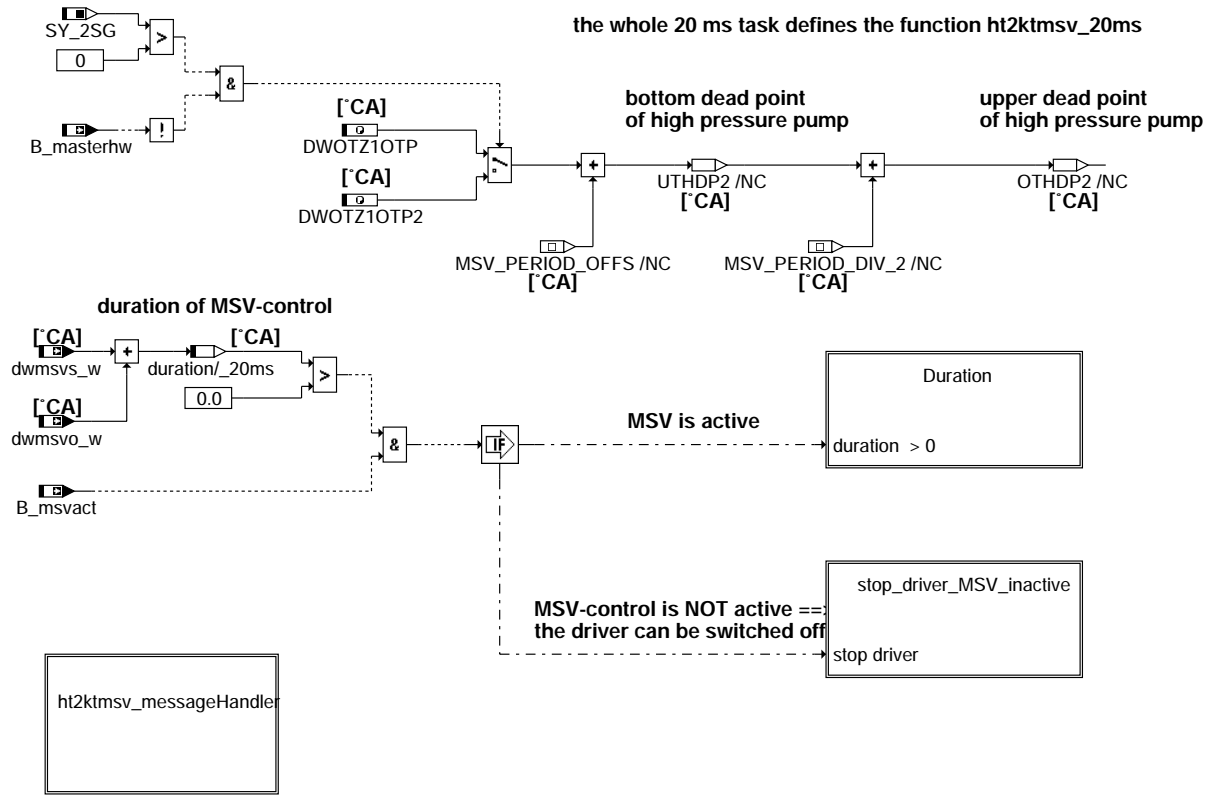 the whole 20 ms task defines the function ht2ktmsv_20ms
SY_2SG
>
0
&
B_masterhw
!
[°CA]
DWOTZ1OTP
[°CA]
DWOTZ1OTP2
bottom dead point
of high pressure pump
upper dead point
of high pressure pump
+
UTHDP2 /NC
[°CA]
+
OTHDP2 /NC
[°CA]
MSV_PERIOD_OFFS /NC
[°CA]
MSV_PERIOD_DIV_2 /NC
[°CA]
duration of MSV-control
[°CA]
dwmsvs_w
+
[°CA]
duration/_20ms
>
0.0
[°CA]
dwmsvo_w
&
IF
B_msvact
MSV is active
Duration
duration > 0
MSV-control is NOT active ==>
the driver can be switched off
stop_driver_MSV_inactive
stop driver
ht2ktmsv_messageHandler